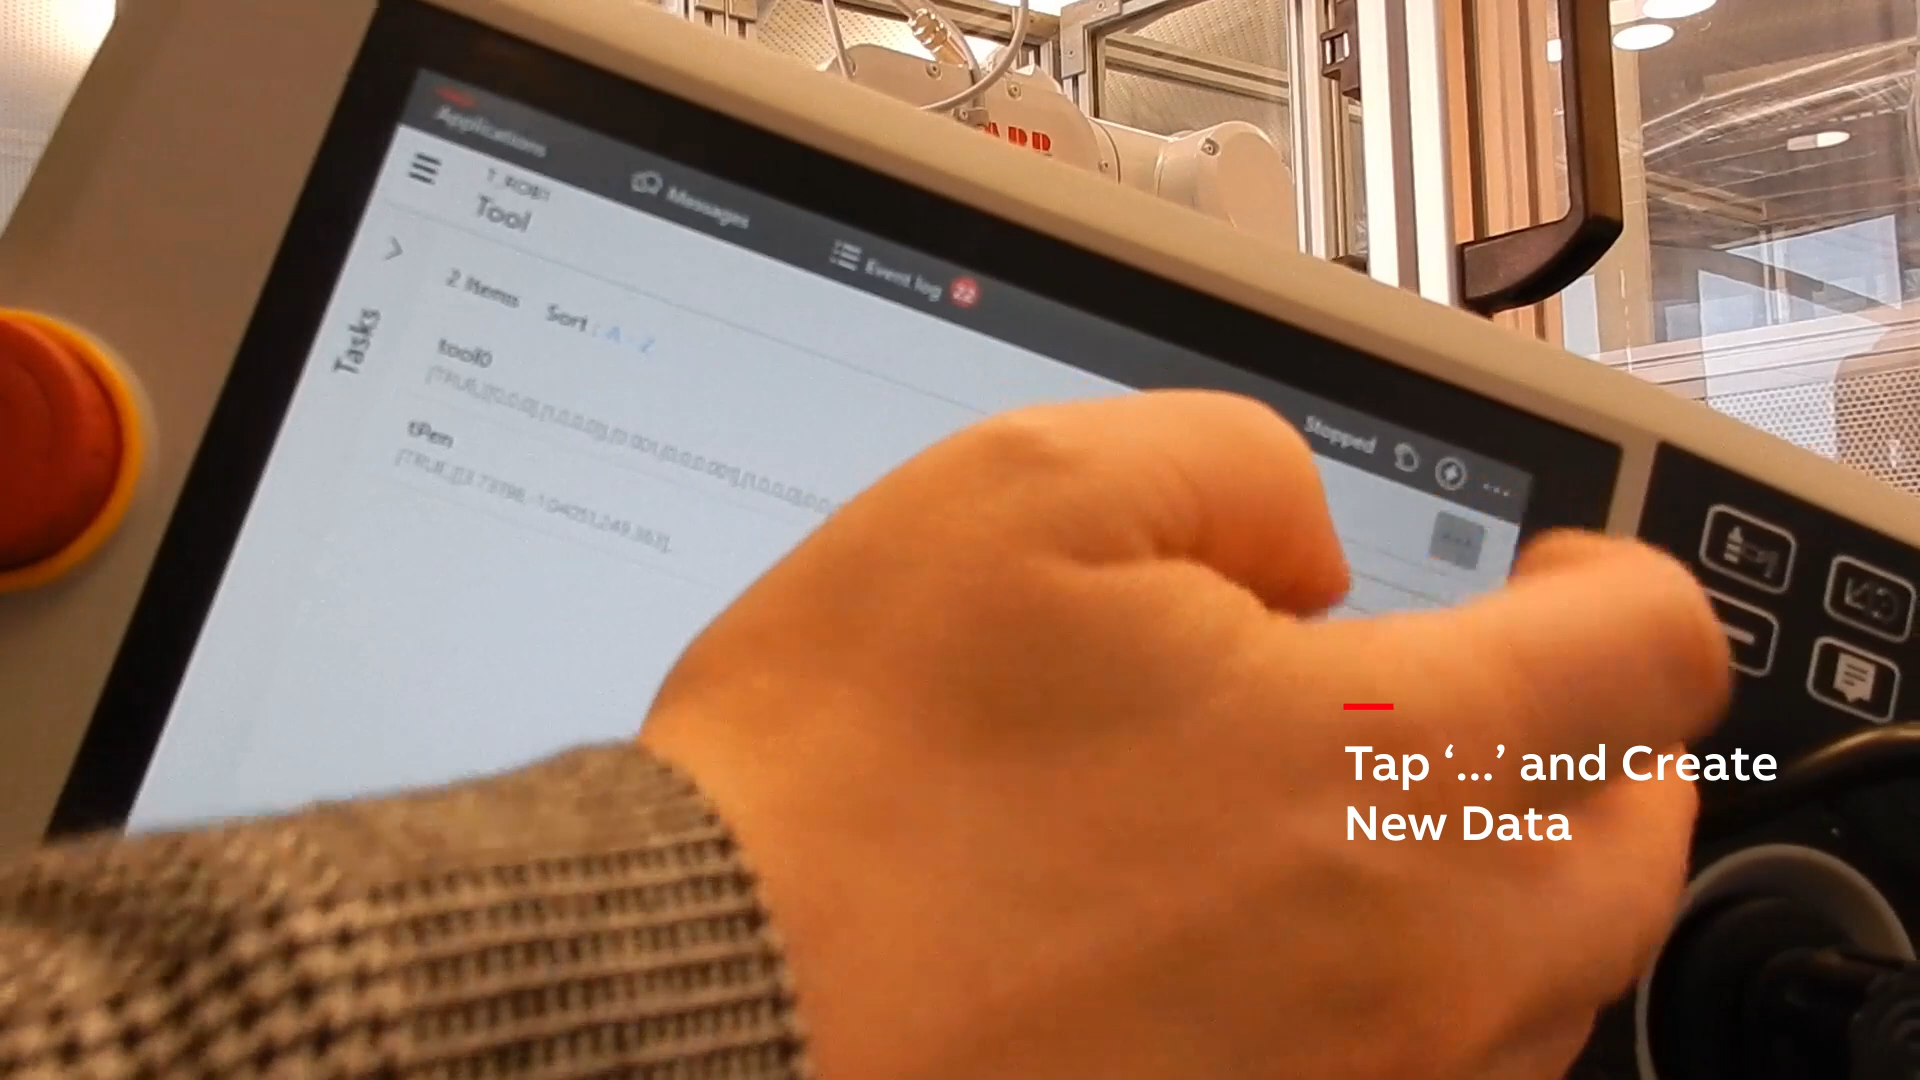 ABB
Applications
Messages
Event log 22
Stopped
T_ROB1
Tool
Tasks
2 Items Sort : A - Z
tool0
tPen
Tap ‘...’ and Create
New Data